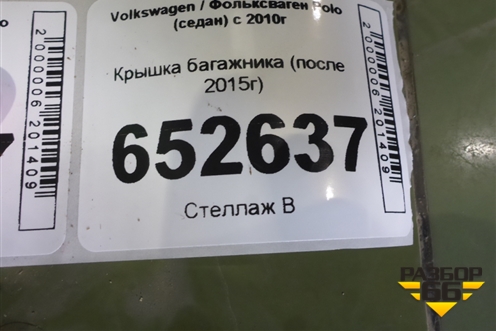 Volkswagen / Фольксваген Polo
(седан) с 2010г
Крышка багажника (после
2015г)
652637
Стеллаж В
2000006201409
2000006201409
РАЗБОР
66